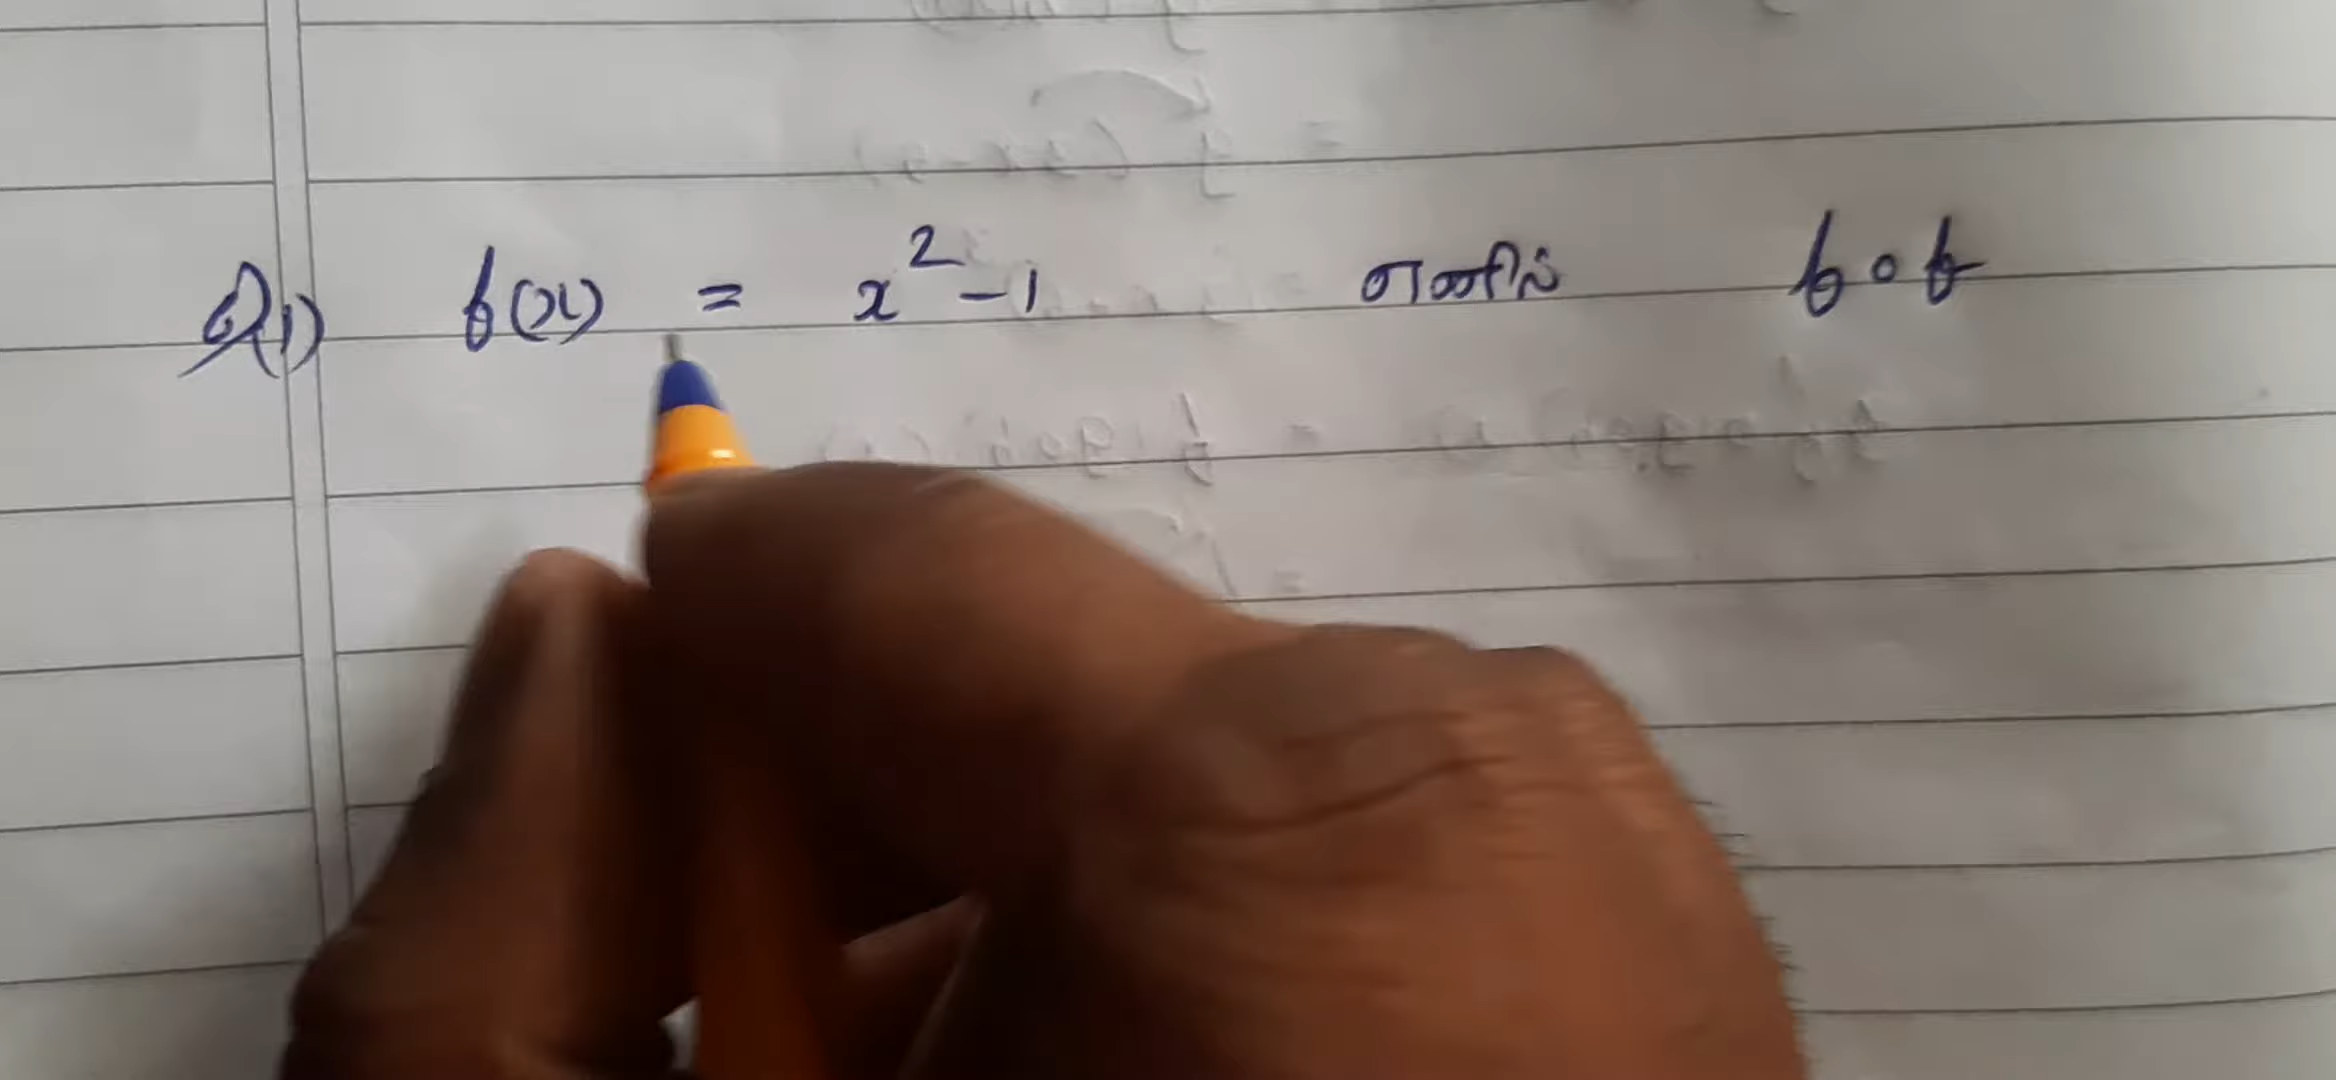 Q1) f(x) = x² - 1 எனில் f o f